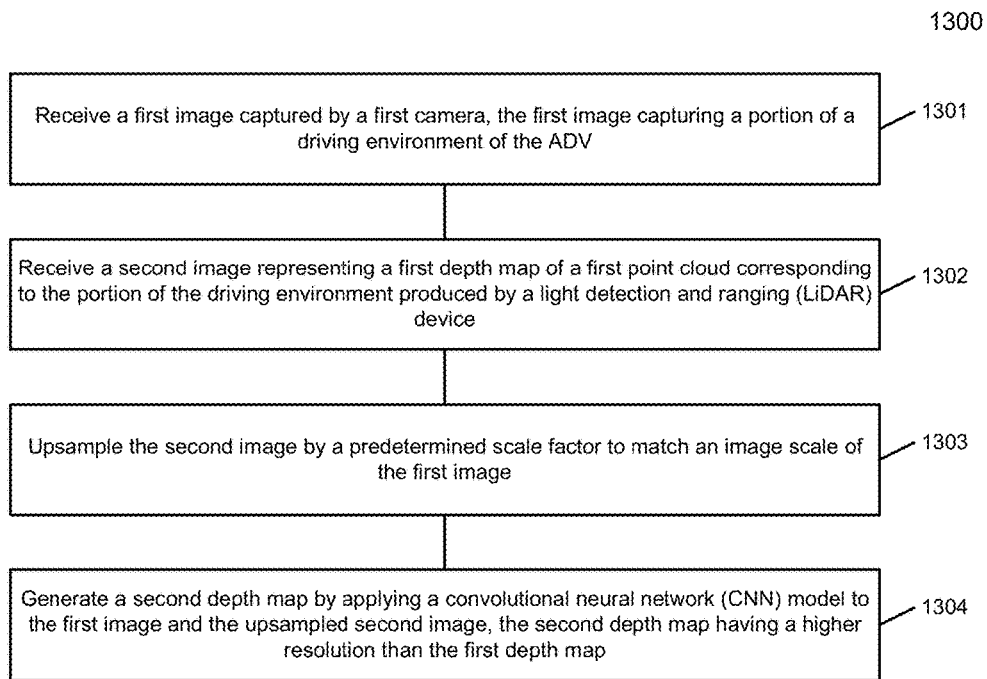 1300
Receive a first image captured by a first camera, the first image capturing a portion of a
driving environment of the ADV
1301
Receive a second image representing a first depth map of a first point cloud corresponding
to the portion of the driving environment produced by a light detection and ranging (LiDAR)
device
1302
Upsample the second image by a predetermined scale factor to match an image scale of
the first image
1303
Generate a second depth map by applying a convolutional neural network (CNN) model to
the first image and the upsampled second image, the second depth map having a higher
resolution than the first depth map
1304